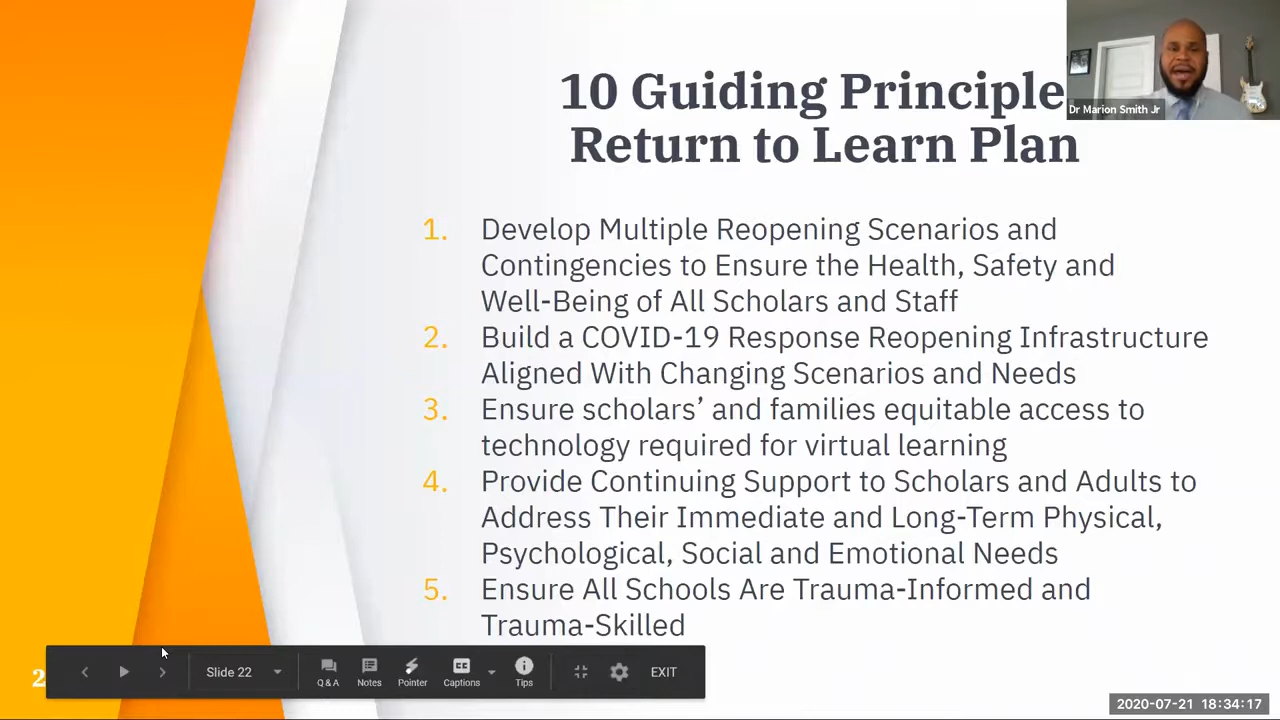 10 Guiding Principle
Return to Learn Plan
Dr Marion Smith Jr
1. Develop Multiple Reopening Scenarios and
Contingencies to Ensure the Health, Safety and
Well-Being of All Scholars and Staff
2. Build a COVID-19 Response Reopening Infrastructure
Aligned With Changing Scenarios and Needs
3. Ensure scholars’ and families equitable access to
technology required for virtual learning
4. Provide Continuing Support to Scholars and Adults to
Address Their Immediate and Long-Term Physical,
Psychological, Social and Emotional Needs
5. Ensure All Schools Are Trauma-Informed and
Trauma-Skilled
2
Slide 22
Q & A
Notes
Pointer
CC
Captions
Tips
EXIT
2020-07-21 18:34:17